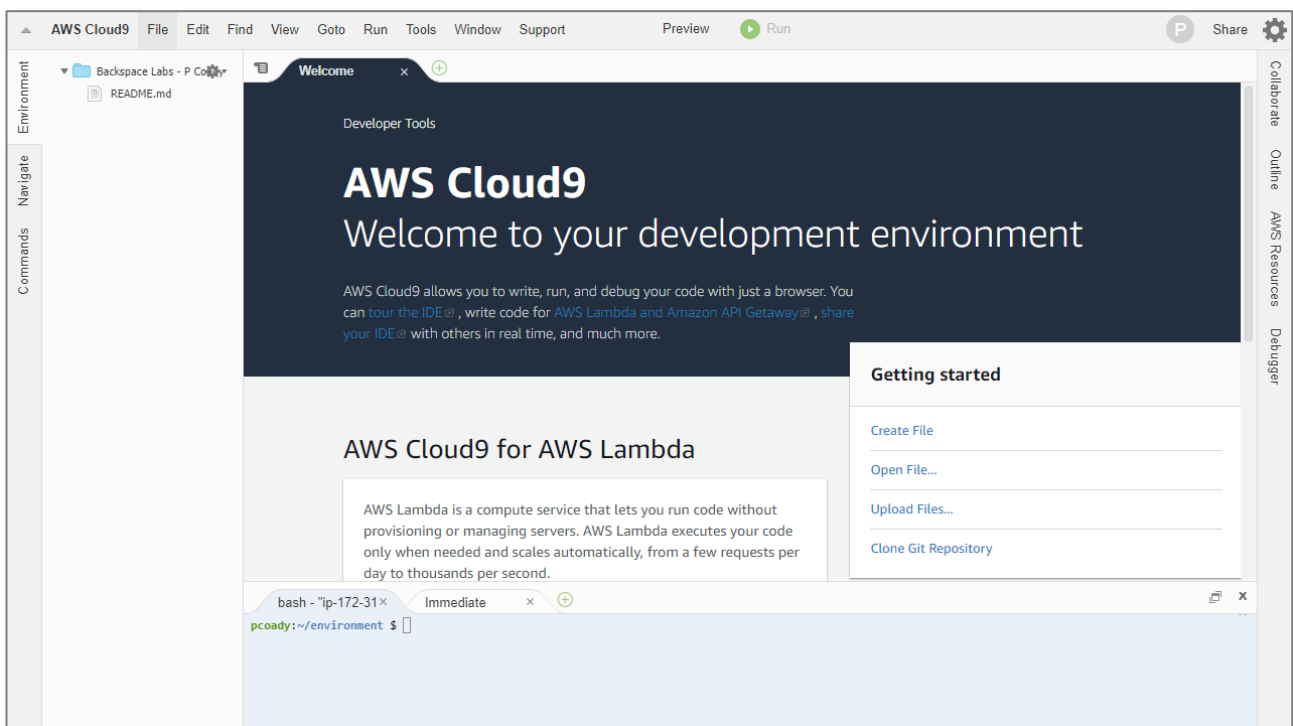 AWS Cloud9 File Edit Find View Goto Run Tools Window Support Preview Run P Share
Environment
Navigate
Commands
Backspace Labs - P Co
README.md
Welcome
Developer Tools
AWS Cloud9
Welcome to your development environment
AWS Cloud9 allows you to write, run, and debug your code with just a browser. You
can tour the IDE , write code for AWS Lambda and Amazon API Getaway , share
your IDE with others in real time, and much more.
Getting started
Create File
Open File...
Upload Files...
Clone Git Repository
AWS Cloud9 for AWS Lambda
AWS Lambda is a compute service that lets you run code without
provisioning or managing servers. AWS Lambda executes your code
only when needed and scales automatically, from a few requests per
day to thousands per second.
bash - "ip-172-31 Immediate
pcoady:~/environment $
Collaborate
Outline
AWS Resources
Debugger